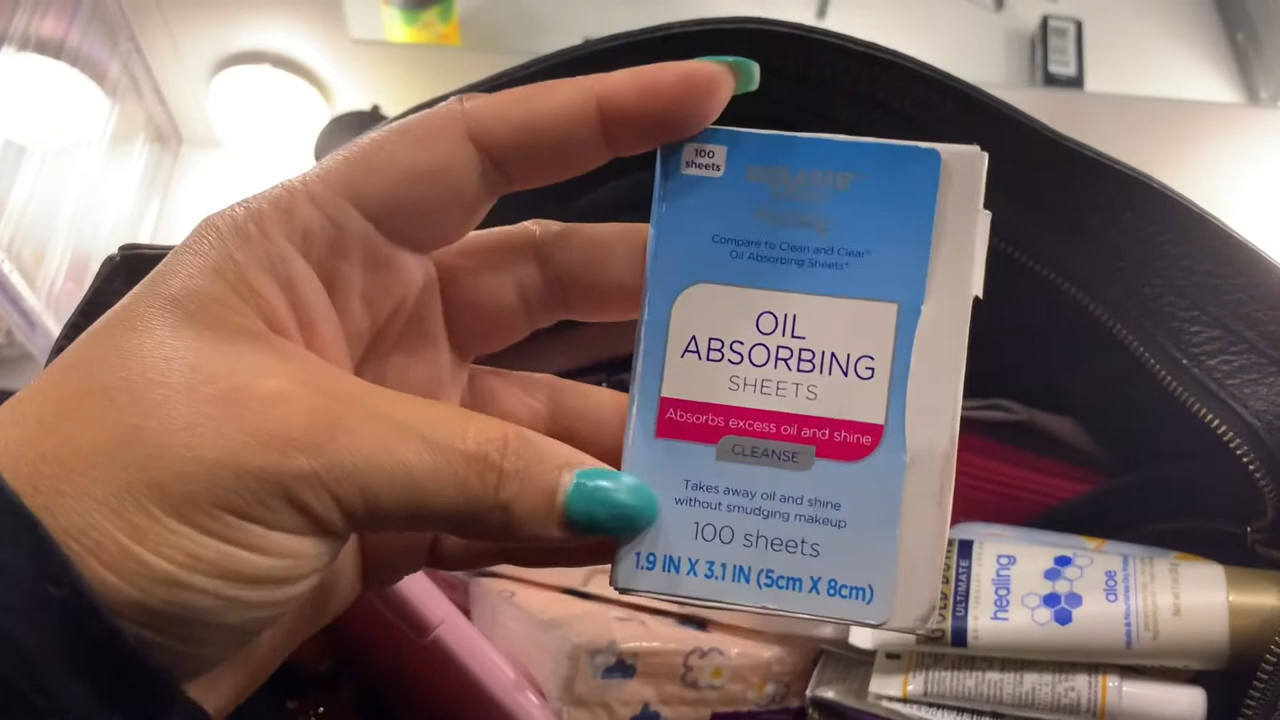 100
sheets
Compare to Clean and Clear®
Oil Absorbing Sheets*
OIL
ABSORBING
SHEETS
Absorbs excess oil and shine
CLEANSE
Takes away oil and shine
without smudging makeup
100 sheets
1.9 IN X 3.1 IN (5cm X 8cm)
GOLD BOND
ULTIMATE
healing
aloe